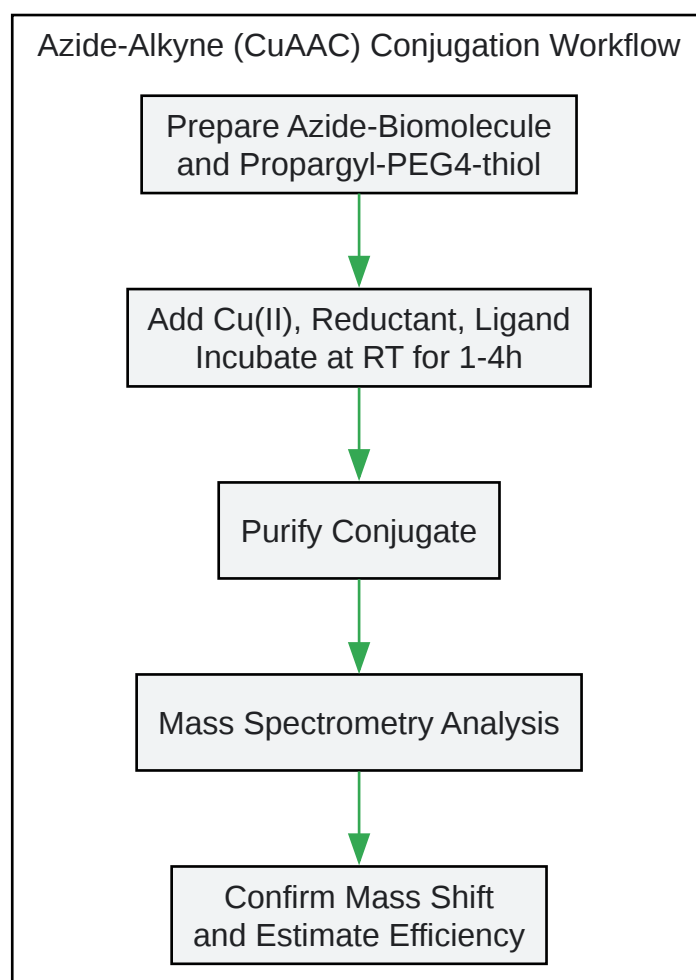 Azide-Alkyne (CuAAC) Conjugation Workflow
Prepare Azide-Biomolecule
and Propargyl-PEG4-thiol
Add Cu(II), Reductant, Ligand
Incubate at RT for 1-4h
Purify Conjugate
Mass Spectrometry Analysis
Confirm Mass Shift
and Estimate Efficiency